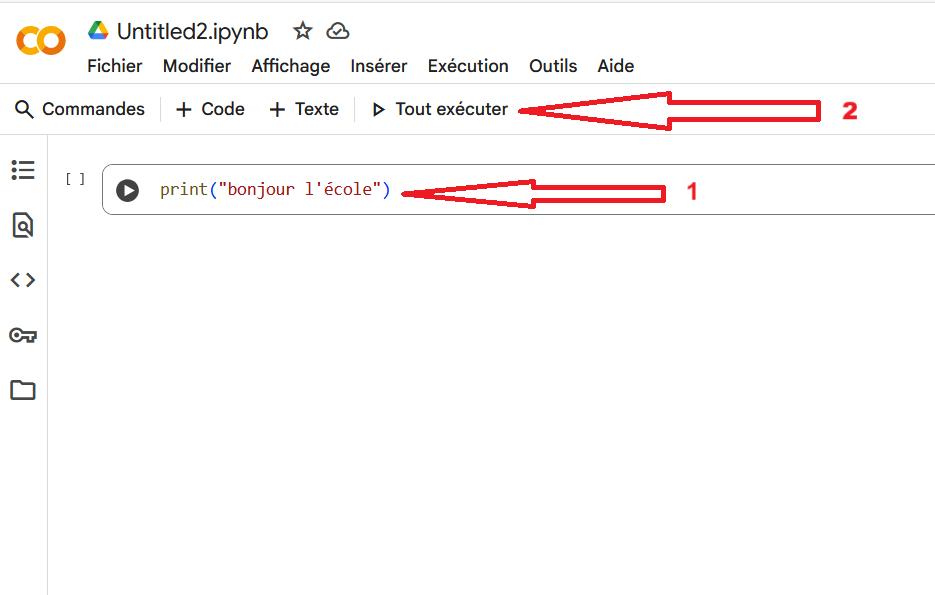 Untitled2.ipynb
Fichier Modifier Affichage Insérer Exécution Outils Aide
Commandes + Code + Texte Tout exécuter 2
[ ] print("bonjour l'école") 1